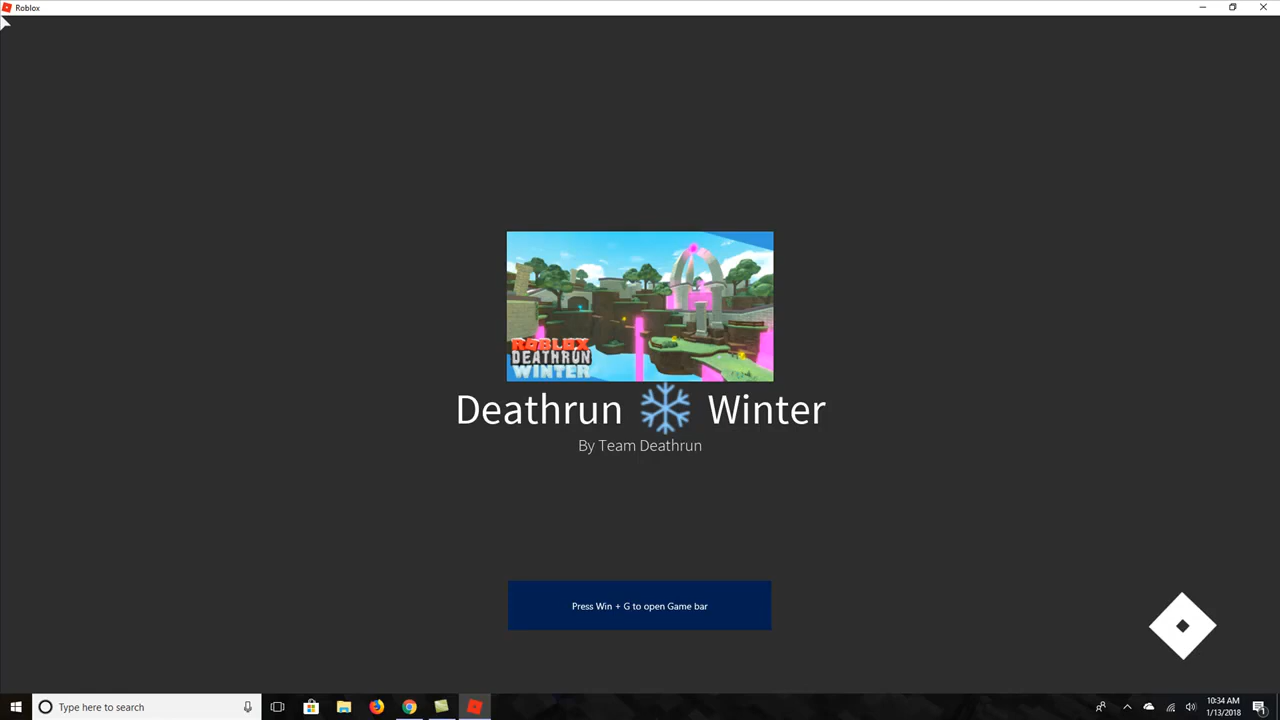 Roblox
ROBLOX
DEATHRUN
WINTER
Deathrun ❄ Winter
By Team Deathrun
Press Win + G to open Game bar
Type here to search
10:34 AM
1/13/2018
1